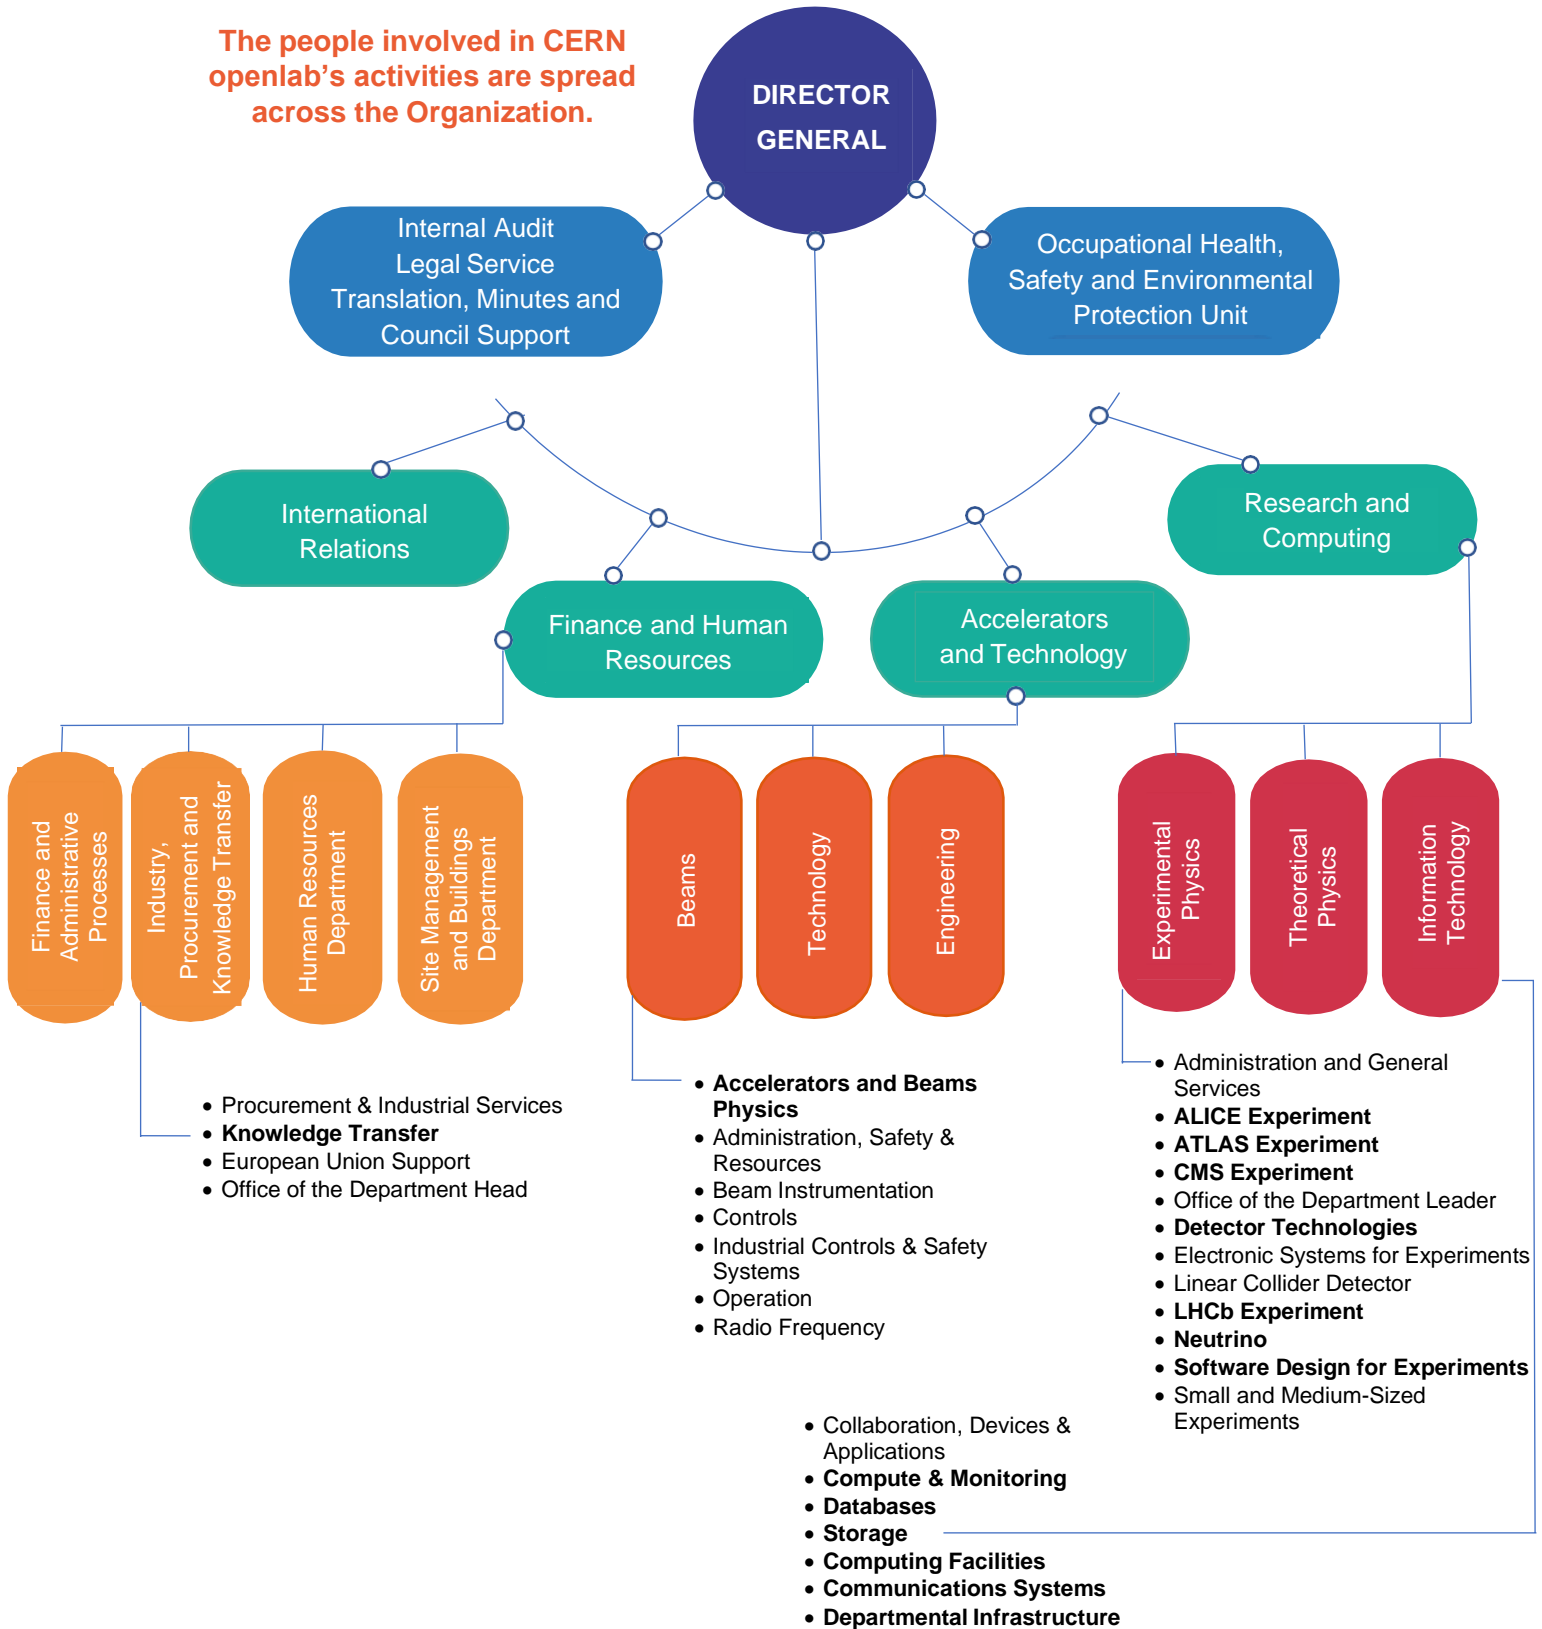 The people involved in CERN
openlab's activities are spread
across the Organization.
DIRECTOR
GENERAL
Internal Audit
Legal Service
Translation, Minutes and
Council Support
Occupational Health,
Safety and Environmental
Protection Unit
International
Relations
Research and
Computing
Finance and Human
Resources
Accelerators
and Technology
Finance and
Administrative
Processes
Industry,
Procurement and
Knowledge Transfer
Human Resources
Department
Site Management
and Buildings
Department
Beams
Technology
Engineering
Experimental
Physics
Theoretical
Physics
Information
Technology
• Procurement & Industrial Services
• Knowledge Transfer
• European Union Support
• Office of the Department Head
• Accelerators and Beams
Physics
• Administration, Safety &
Resources
• Beam Instrumentation
• Controls
• Industrial Controls & Safety
Systems
• Operation
• Radio Frequency
• Administration and General
Services
• ALICE Experiment
• ATLAS Experiment
• CMS Experiment
• Office of the Department Leader
• Detector Technologies
• Electronic Systems for Experiments
• Linear Collider Detector
• LHCb Experiment
• Neutrino
• Software Design for Experiments
• Small and Medium-Sized
Experiments
• Collaboration, Devices &
Applications
• Compute & Monitoring
• Databases
• Storage
• Computing Facilities
• Communications Systems
• Departmental Infrastructure